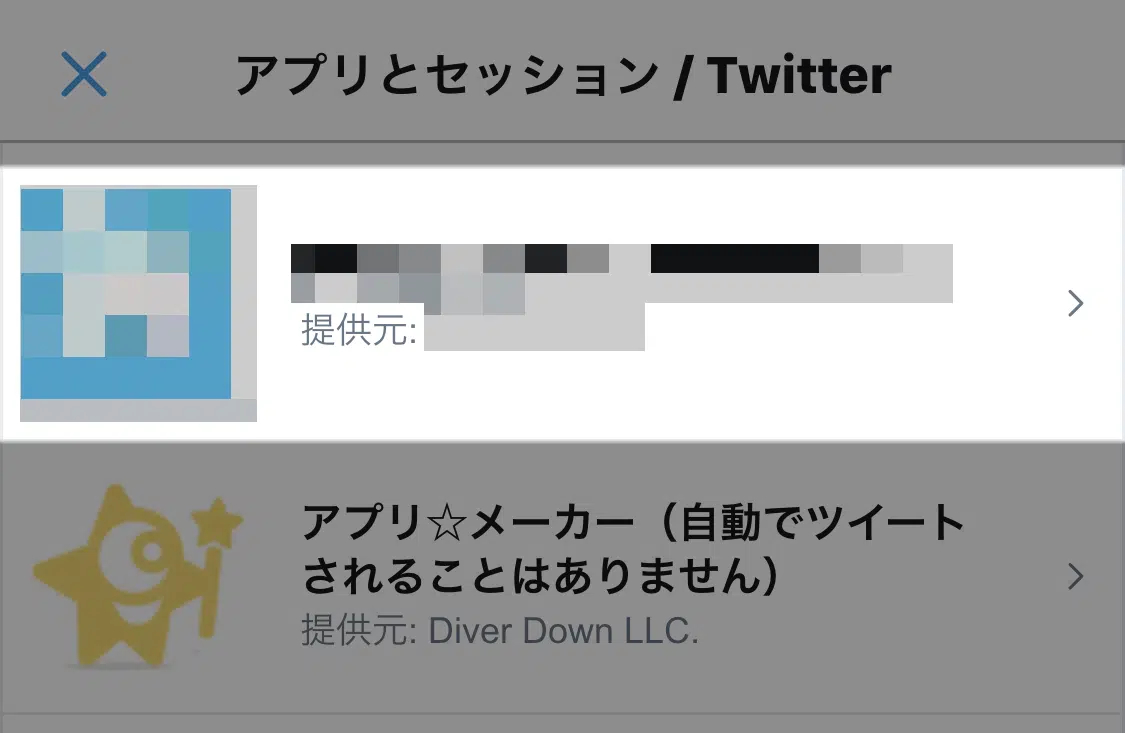 アプリとセッション / Twitter
提供元:
アプリ☆メーカー（自動でツイート
されることはありません）
提供元: Diver Down LLC.